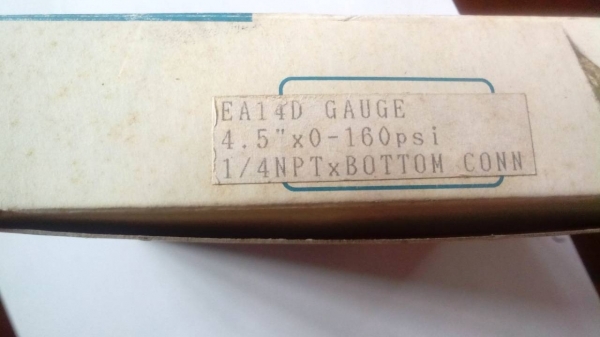 EA14D GAUGE
4.5"x0-160psi
1/4NPTxBOTTOM CONN